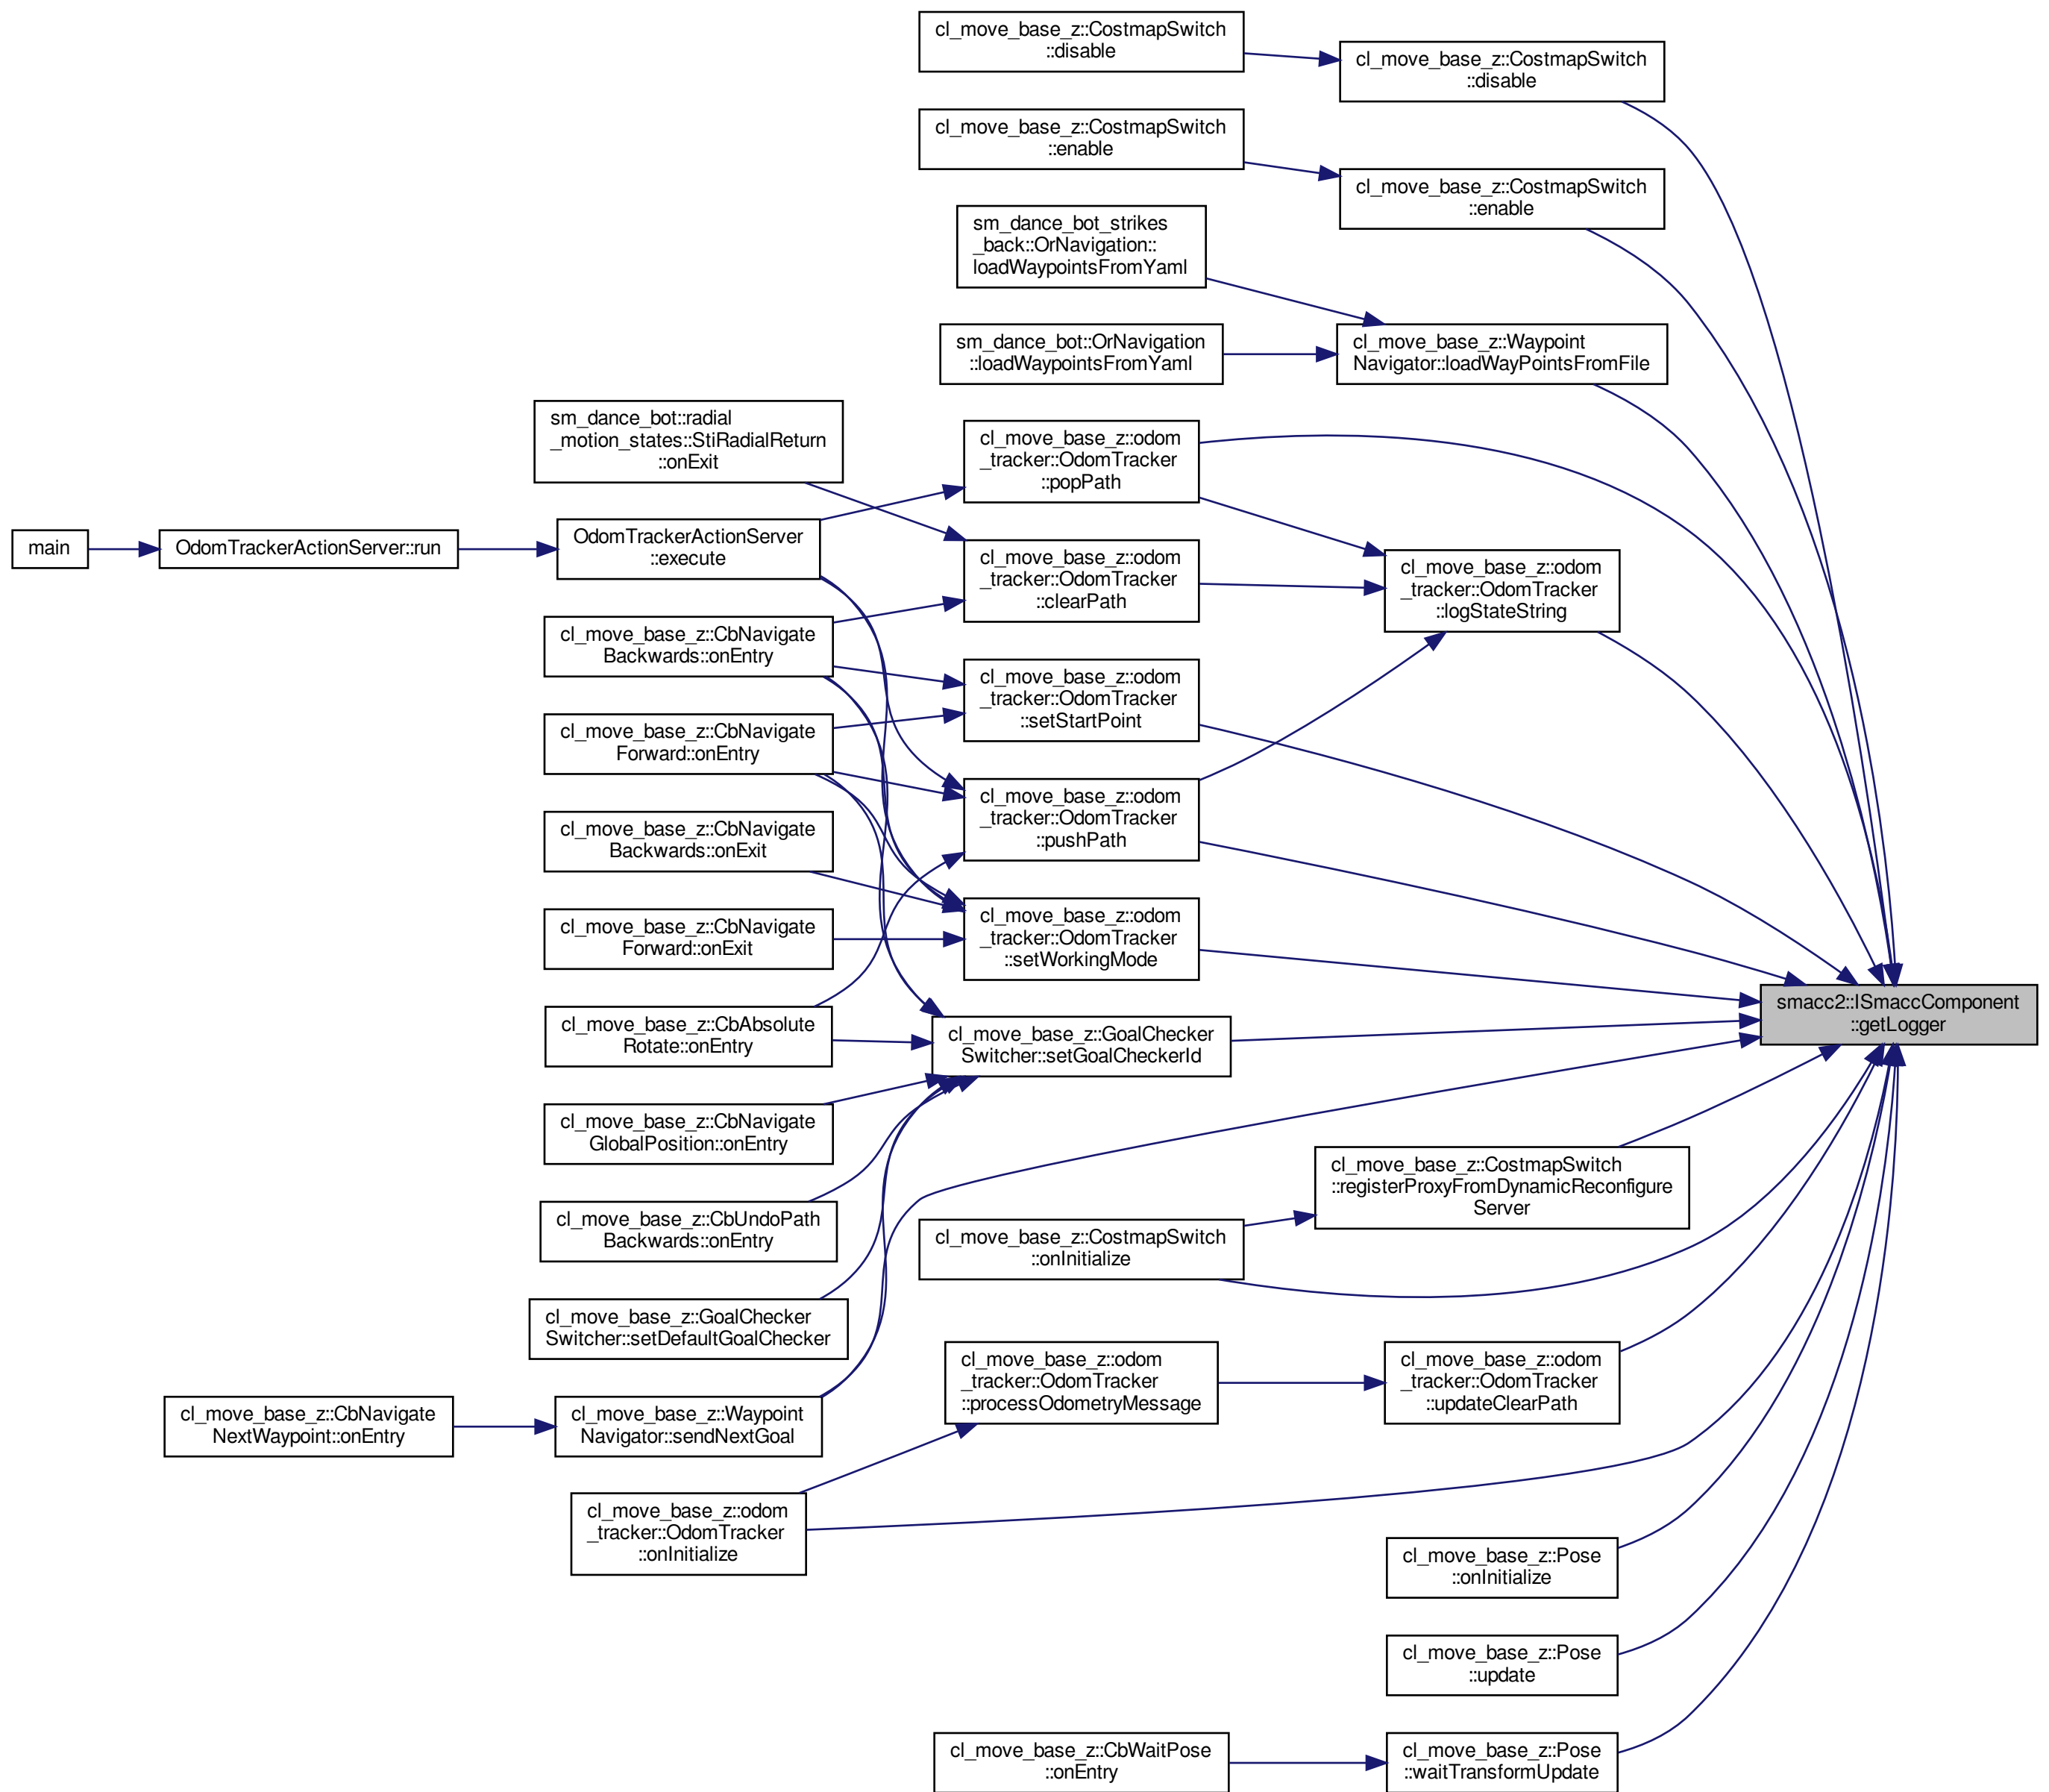 cl_move_base_z::CostmapSwitch
::disable
cl_move_base_z::CostmapSwitch
::disable
cl_move_base_z::CostmapSwitch
::enable
cl_move_base_z::CostmapSwitch
::enable
sm_dance_bot_strikes
_back::OrNavigation::
loadWaypointsFromYaml
sm_dance_bot::OrNavigation
::loadWaypointsFromYaml
cl_move_base_z::Waypoint
Navigator::loadWayPointsFromFile
sm_dance_bot::radial
_motion_states::StiRadialReturn
::onExit
cl_move_base_z::odom
_tracker::OdomTracker
::popPath
main
OdomTrackerActionServer::run
OdomTrackerActionServer
::execute
cl_move_base_z::odom
_tracker::OdomTracker
::clearPath
cl_move_base_z::odom
_tracker::OdomTracker
::logStateString
cl_move_base_z::CbNavigate
Backwards::onEntry
cl_move_base_z::odom
_tracker::OdomTracker
::setStartPoint
cl_move_base_z::CbNavigate
Forward::onEntry
cl_move_base_z::odom
_tracker::OdomTracker
::pushPath
cl_move_base_z::CbNavigate
Backwards::onExit
cl_move_base_z::CbNavigate
Forward::onExit
cl_move_base_z::odom
_tracker::OdomTracker
::setWorkingMode
smacc2::ISmaccComponent
::getLogger
cl_move_base_z::CbAbsolute
Rotate::onEntry
cl_move_base_z::GoalChecker
Switcher::setGoalCheckerId
cl_move_base_z::CbNavigate
GlobalPosition::onEntry
cl_move_base_z::CostmapSwitch
::registerProxyFromDynamicReconfigure
Server
cl_move_base_z::CbUndoPath
Backwards::onEntry
cl_move_base_z::CostmapSwitch
::onInitialize
cl_move_base_z::GoalChecker
Switcher::setDefaultGoalChecker
cl_move_base_z::odom
_tracker::OdomTracker
::processOdometryMessage
cl_move_base_z::odom
_tracker::OdomTracker
::updateClearPath
cl_move_base_z::CbNavigate
NextWaypoint::onEntry
cl_move_base_z::Waypoint
Navigator::sendNextGoal
cl_move_base_z::odom
_tracker::OdomTracker
::onInitialize
cl_move_base_z::Pose
::onInitialize
cl_move_base_z::Pose
::update
cl_move_base_z::CbWaitPose
::onEntry
cl_move_base_z::Pose
::waitTransformUpdate